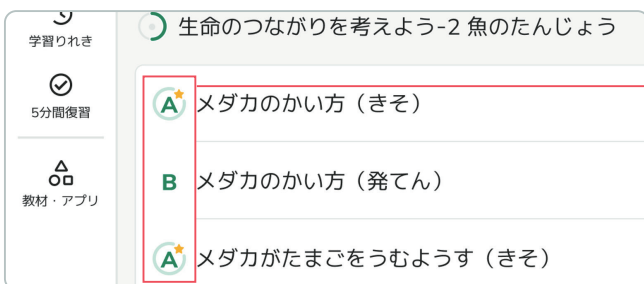 学習りれき
5分間復習
教材・アプリ
生命のつながりを考えよう-2 魚のたんじょう
A メダカのかい方（きそ）
B メダカのかい方（発てん）
A メダカがたまごをうむようす（きそ）